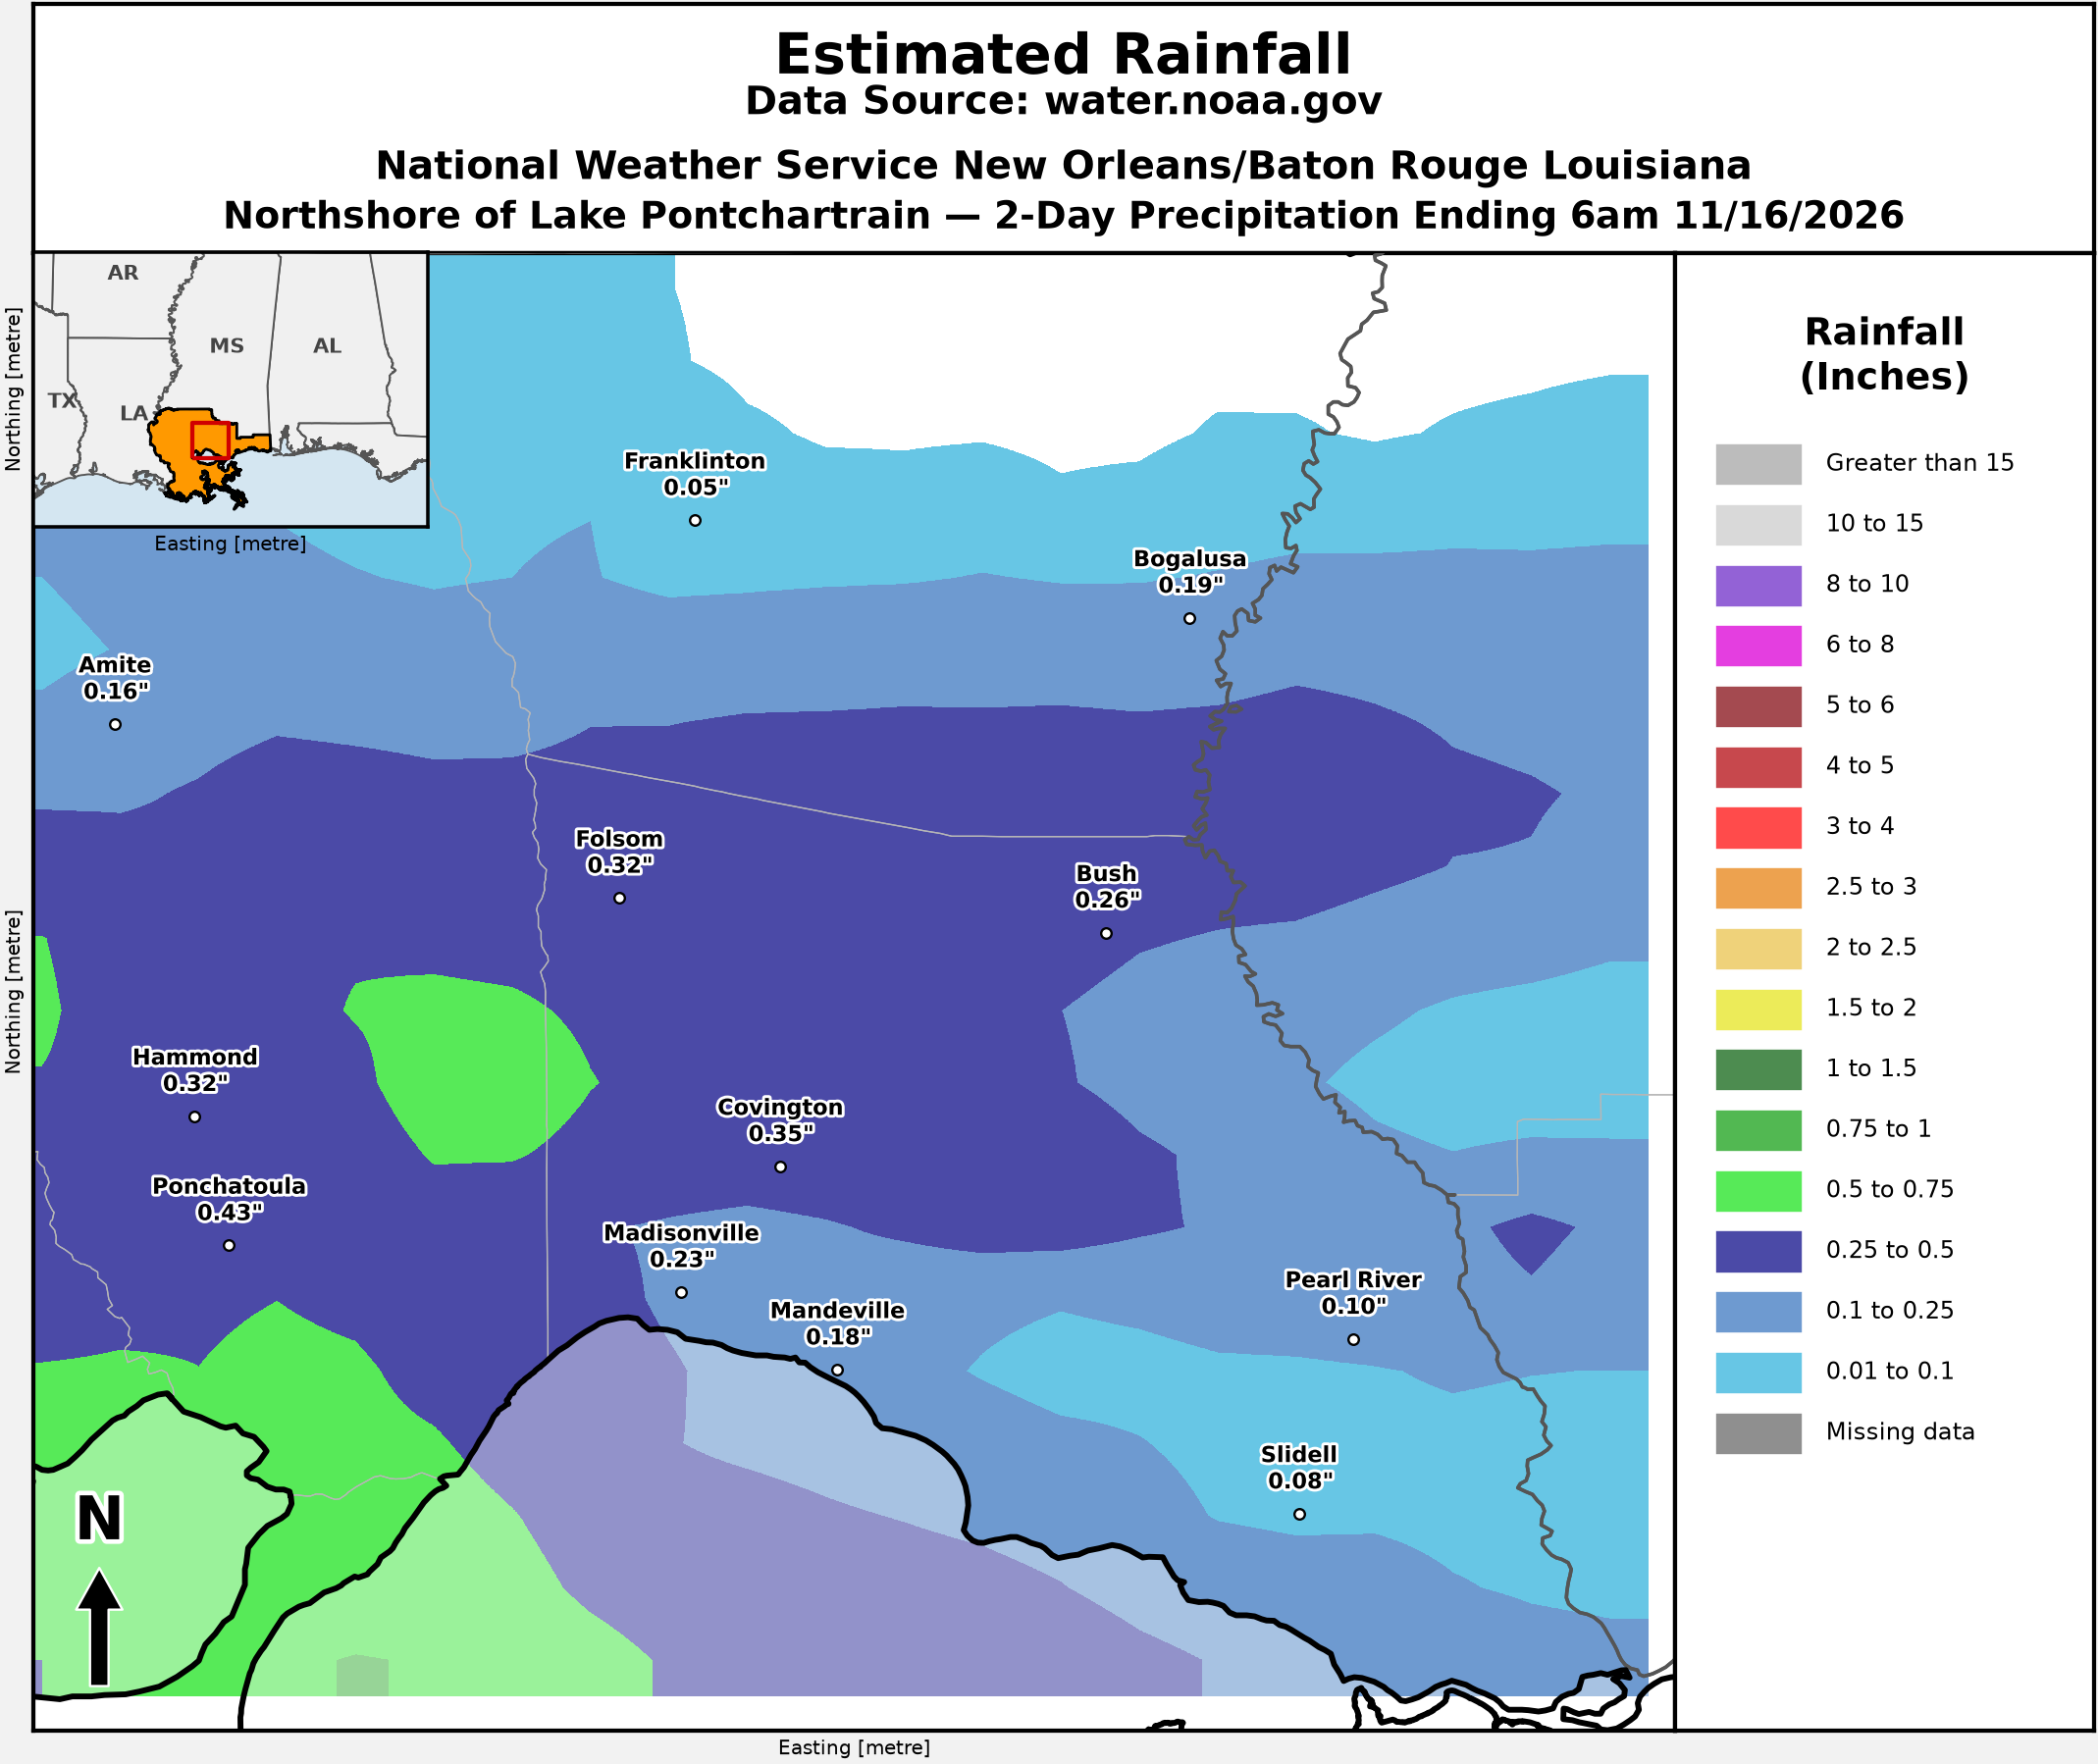 Estimated Rainfall
Data Source: water.noaa.gov
National Weather Service New Orleans/Baton Rouge Louisiana
Northshore of Lake Pontchartrain — 2-Day Precipitation Ending 6am 11/16/2026
Northing [metre]
AR
MS
AL
TX
LA
Easting [metre]
Franklinton
0.05"
Bogalusa
0.19"
Amite
0.16"
Folsom
0.32"
Bush
0.26"
Northing [metre]
Hammond
0.32"
Covington
0.35"
Ponchatoula
0.43"
Madisonville
0.23"
Mandeville
0.18"
Pearl River
0.10"
Slidell
0.08"
N
Easting [metre]
Rainfall
(Inches)
Greater than 15
10 to 15
8 to 10
6 to 8
5 to 6
4 to 5
3 to 4
2.5 to 3
2 to 2.5
1.5 to 2
1 to 1.5
0.75 to 1
0.5 to 0.75
0.25 to 0.5
0.1 to 0.25
0.01 to 0.1
Missing data